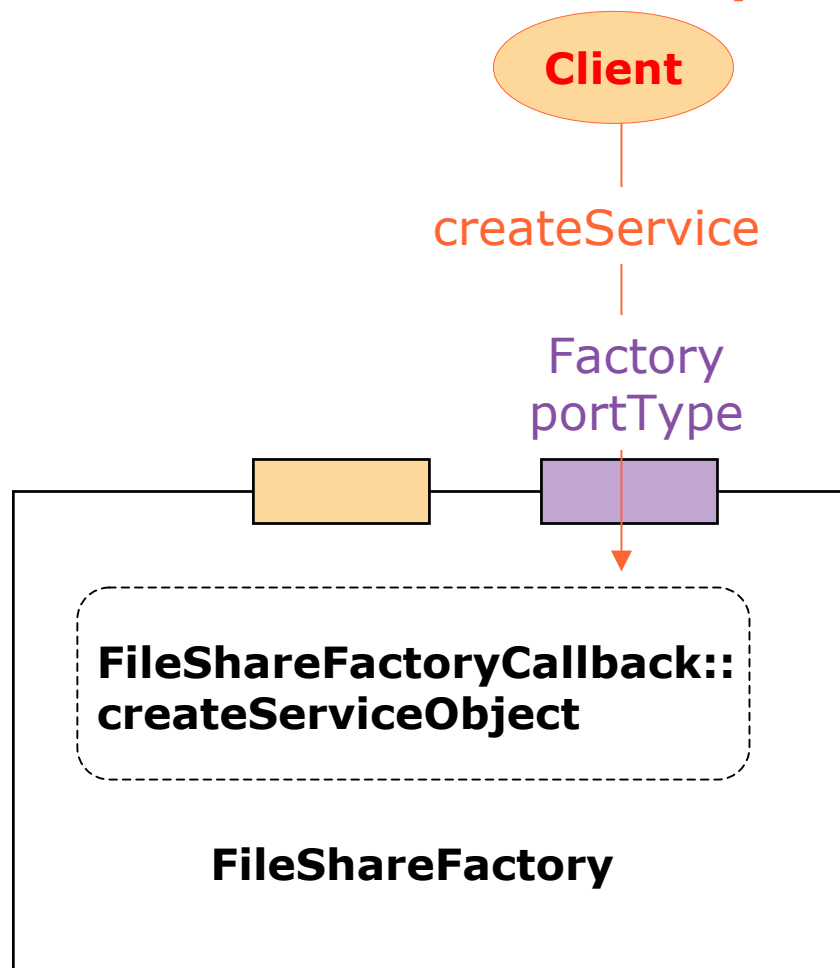 Client
createService
Factory
portType
FileShareFactoryCallback::
createServiceObject
FileShareFactory